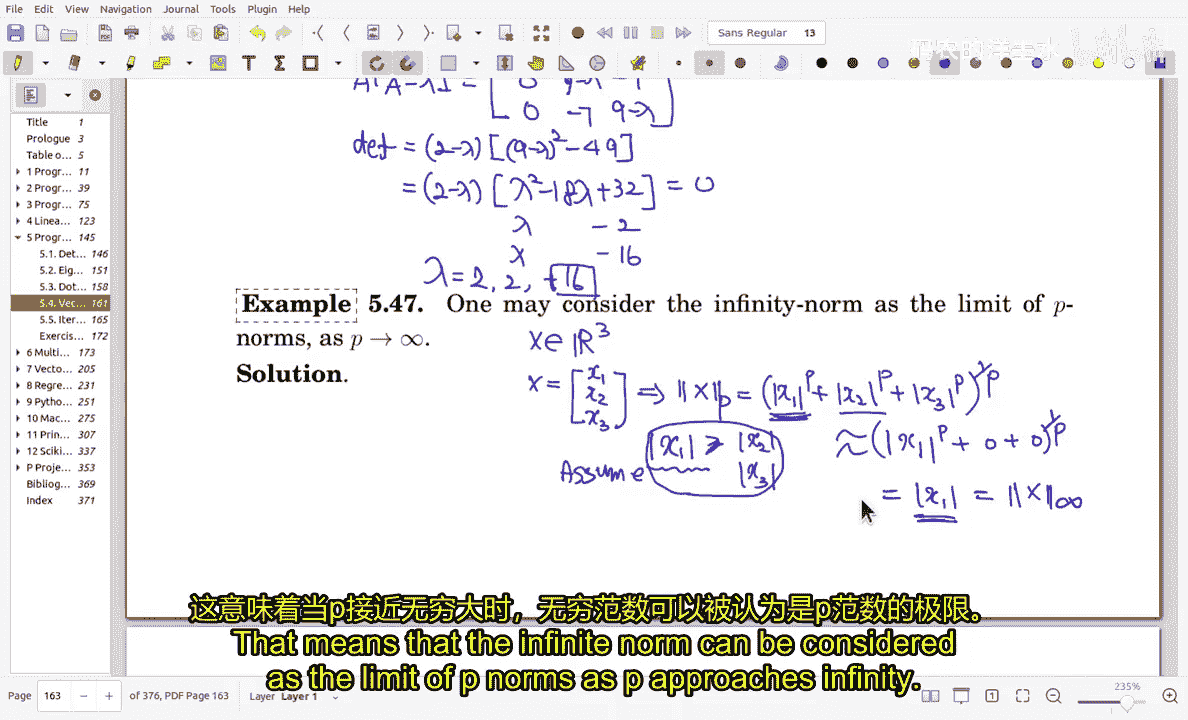 File Edit View Navigation Journal Tools Plugin Help
Sans Regular 13
Title 1
Prologue 3
Table o... 5
1 Progr... 11
2 Progr... 39
3 Progr... 75
4 Linea... 123
5 Progr... 145
5.1. Det... 146
5.2. Eig... 151
5.3. Dot... 158
5.4. Vec... 161
5.5. Iter... 165
Exercis... 172
6 Multi... 173
7 Vecto... 205
8 Regre... 231
9 Pytho... 251
10 Mac... 275
11 Prin... 307
12 Sciki... 337
P Proje... 353
Bibliog... 369
Index 371
0 -7 9-λ
det = (2-λ)[(9-λ)²-49]
= (2-λ)[λ²-18λ+32] = 0
λ -2
λ -16
λ = 2, 2, 16
Example 5.47. One may consider the infinity-norm as the limit of p-
norms, as p → ∞.
x∈ℝ³
Solution.
x = [x₁ x₂ x₃] ⇒ ‖x‖p = (|x₁|^p + |x₂|^p + |x₃|^p)^1/p
Assume |x₁| > |x₂| |x₃|
≈ (|x₁|^p + 0 + 0)^1/p
= |x₁| = ‖x‖∞
这意味着当p接近无穷大时，无穷范数可以被认为是p范数的极限。
That means that the infinite norm can be considered
as the limit of p norms as p approaches infinity.
Page 163 of 376, PDF Page 163 Layer Layer 1 235%